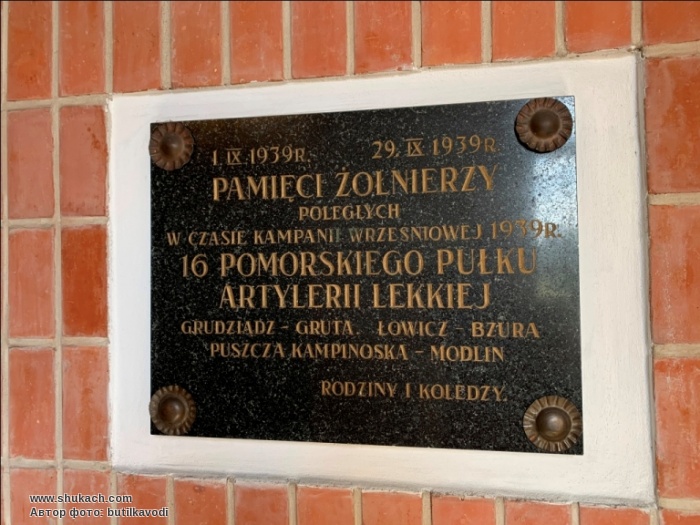 1. IX. 1939R. 29. IX 1939R.
PAMIĘCI ŻOŁNIERZY
POLEGŁYCH
W CZASIE KAMPANII WRZEŚNIOWEJ 1939R.
16 POMORSKIEGO PUŁKU
ARTYLERII LEKKIEJ
GRUDZIĄDZ - GRUTA. ŁOWICZ - BZURA
PUSZCZA KAMPINOSKA - MODLIN
RODZINY I KOLEDZY.
www.shukach.com
Автор фото: butilkavodi